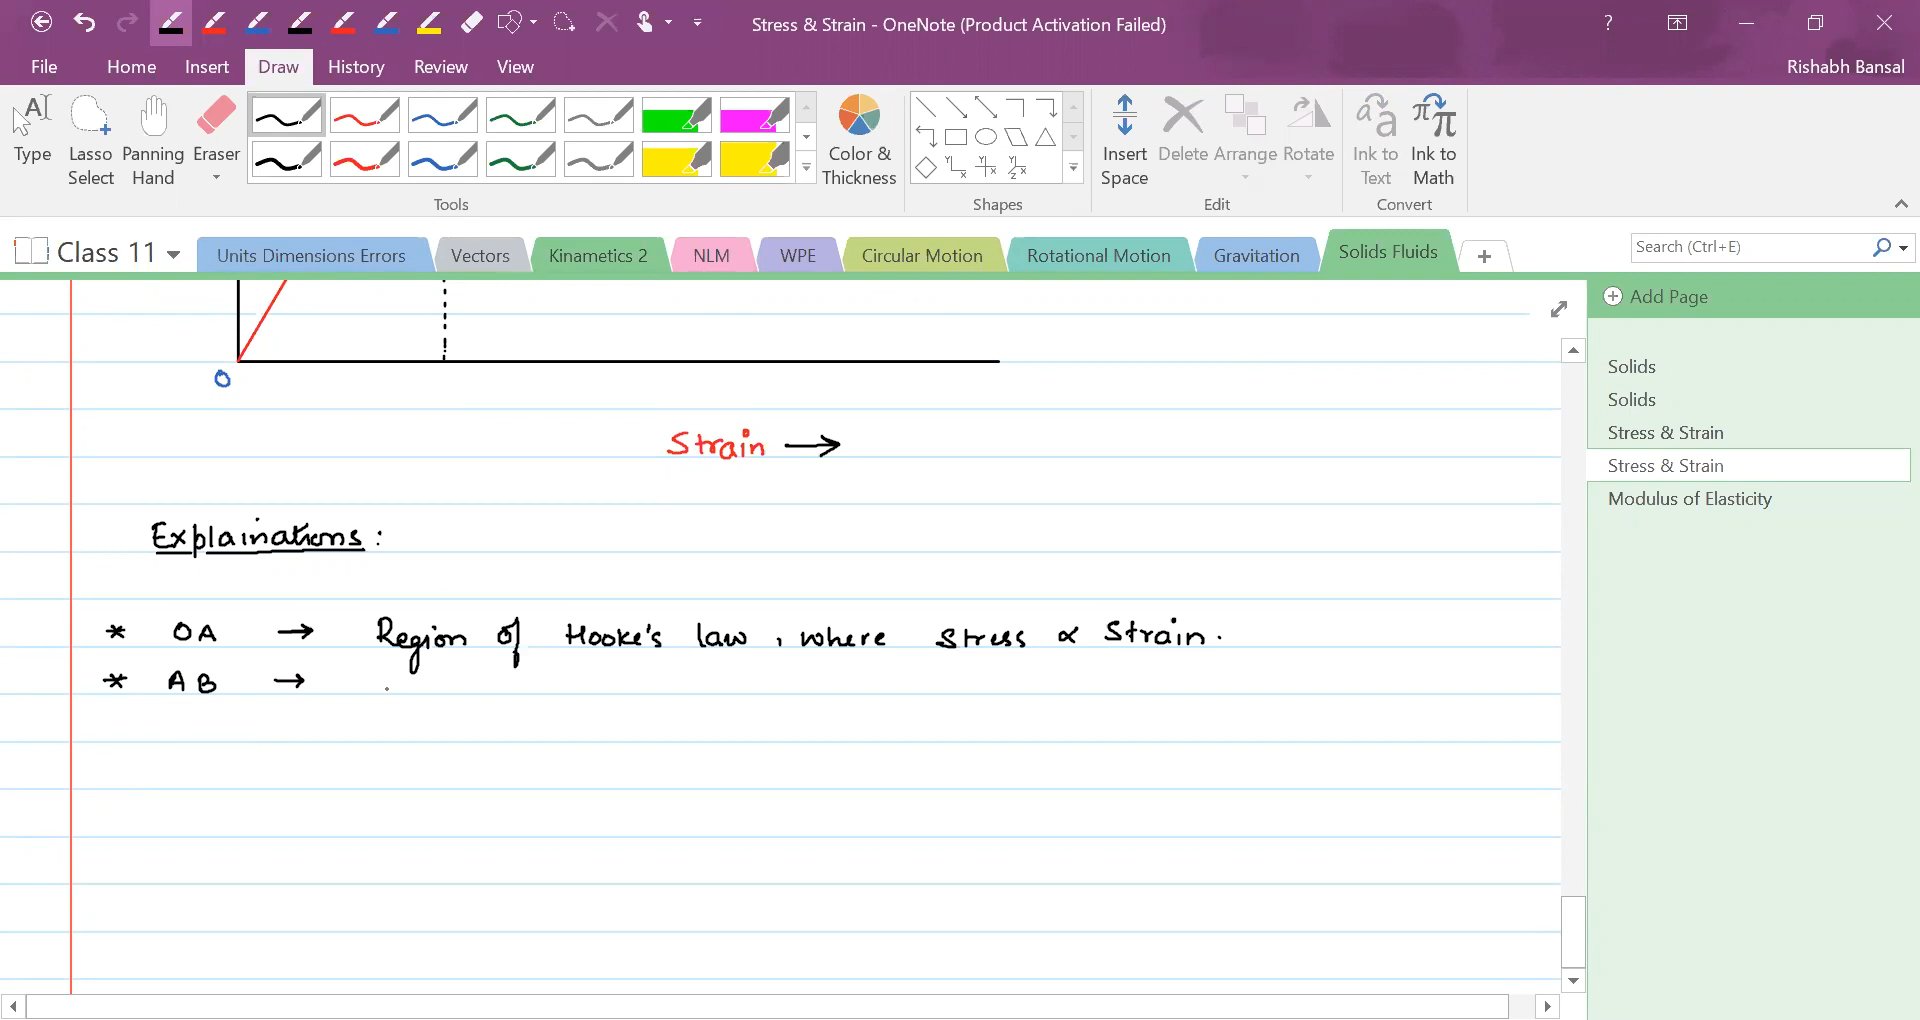 Stress & Strain - OneNote (Product Activation Failed)
?
File Home Insert Draw History Review View
Rishabh Bansal
Type
Lasso Select
Panning Hand
Eraser
Color & Thickness
Insert Space
Delete
Arrange
Rotate
Ink to Text
Ink to Math
Tools
Shapes
Edit
Convert
Class 11
Units Dimensions Errors
Vectors
Kinametics 2
NLM
WPE
Circular Motion
Rotational Motion
Gravitation
Solids Fluids
Search (Ctrl+E)
Add Page
Solids
Solids
Stress & Strain
Stress & Strain
Modulus of Elasticity
O
Strain →
Explainations :
* OA → Region of Hooke's law, where stress ∝ Strain.
* AB →